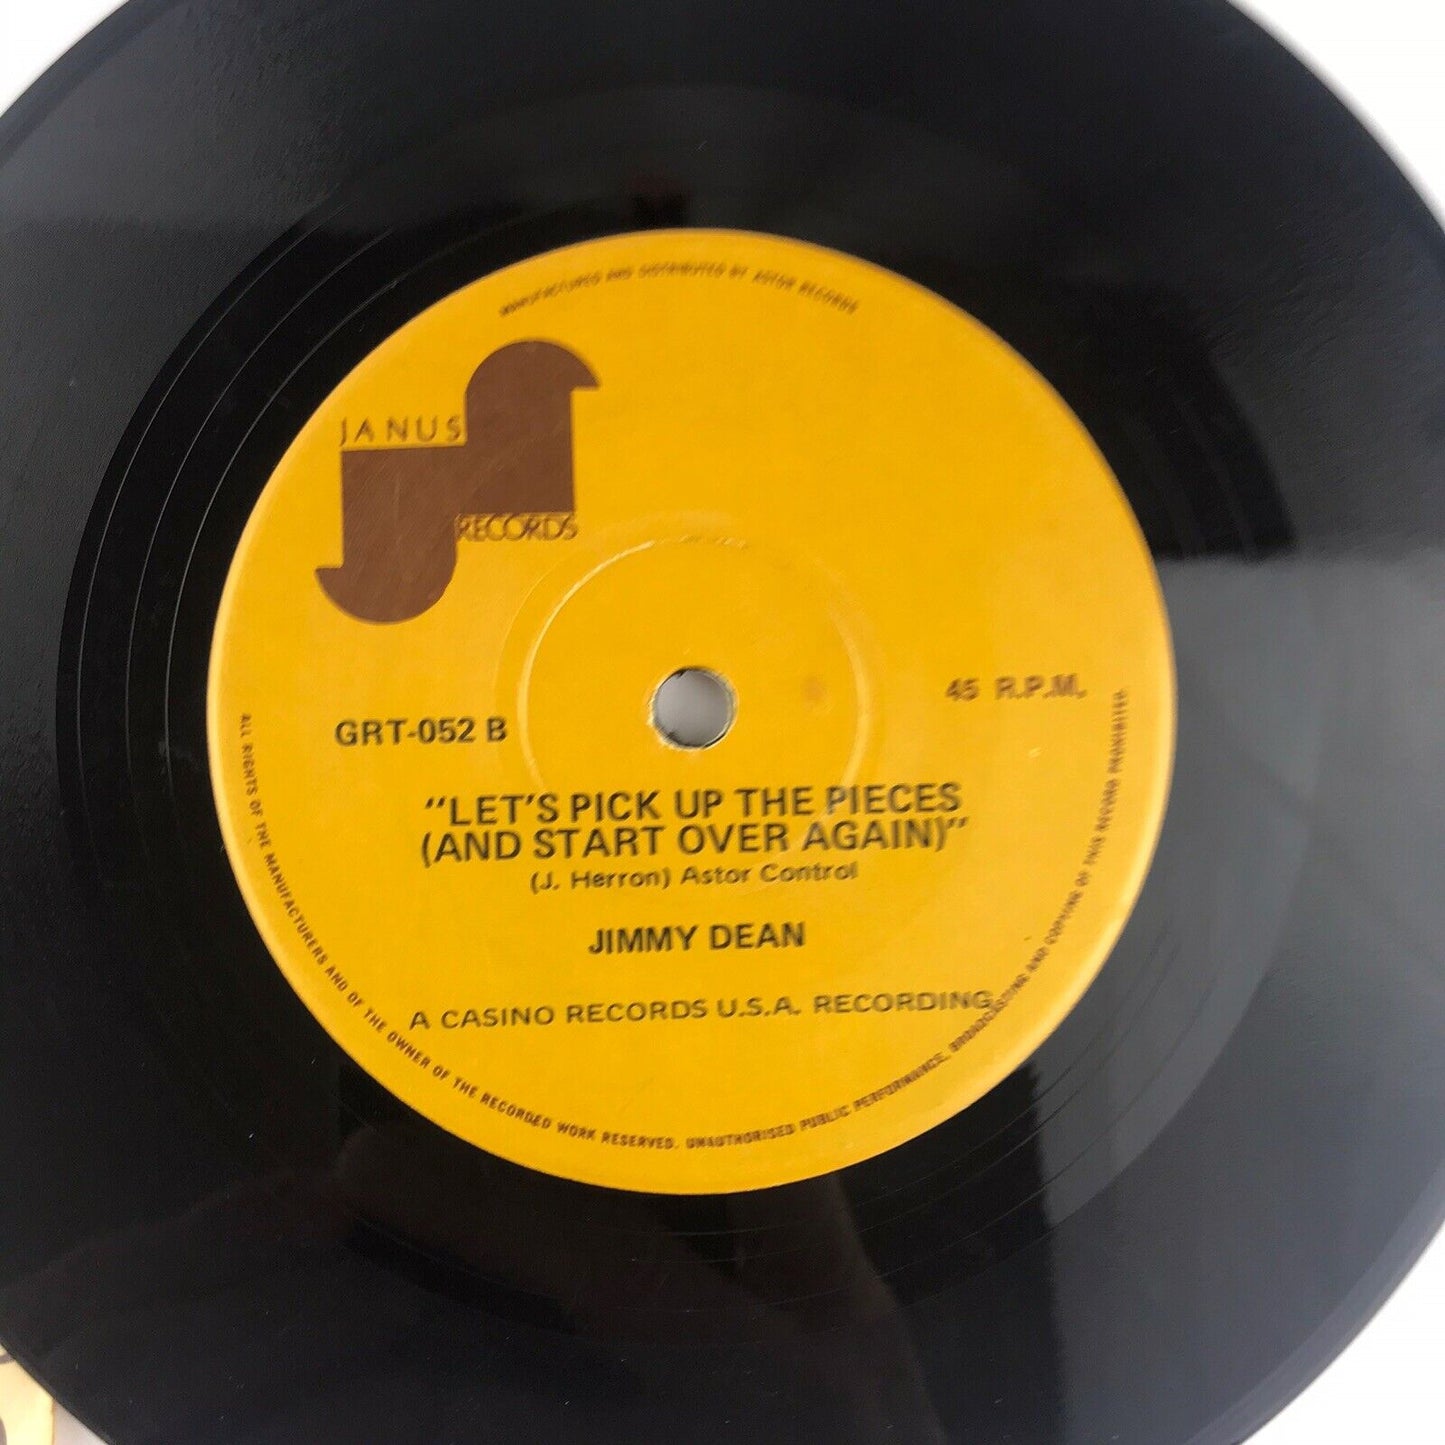 MANUFACTURED AND DISTRIBUTED BY ASTOR RECORDS
JANUS
RECORDS
45 R.P.M.
GRT-052 B
"LET'S PICK UP THE PIECES
(AND START OVER AGAIN)"
(J. Herron) Astor Control
JIMMY DEAN
A CASINO RECORDS U.S.A. RECORDING
ALL RIGHTS OF THE MANUFACTURERS AND OF THE OWNER OF THE RECORDED WORK RESERVED. UNAUTHORISED PUBLIC PERFORMANCE, BROADCASTING AND COPYING OF THIS RECORD PROHIBITED